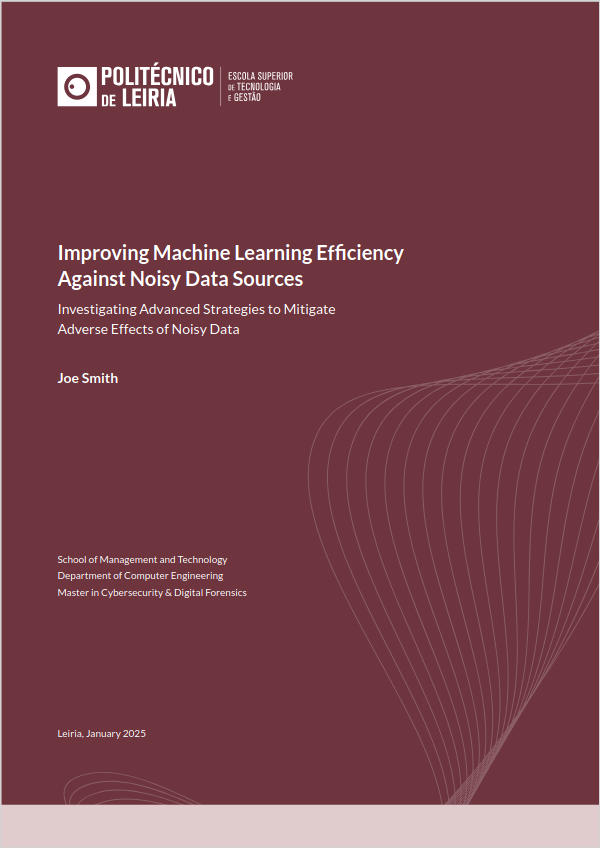 POLITÉCNICO
DE LEIRIA
ESCOLA SUPERIOR
DE TECNOLOGIA
E GESTÃO
Improving Machine Learning Efficiency
Against Noisy Data Sources
Investigating Advanced Strategies to Mitigate
Adverse Effects of Noisy Data
Joe Smith
School of Management and Technology
Department of Computer Engineering
Master in Cybersecurity & Digital Forensics
Leiria, January 2025